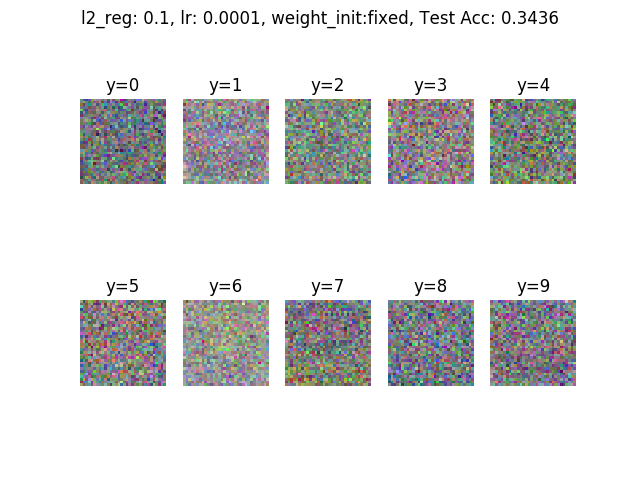 l2_reg: 0.1, lr: 0.0001, weight_init:fixed, Test Acc: 0.3436
y=0 y=1 y=2 y=3 y=4
y=5 y=6 y=7 y=8 y=9